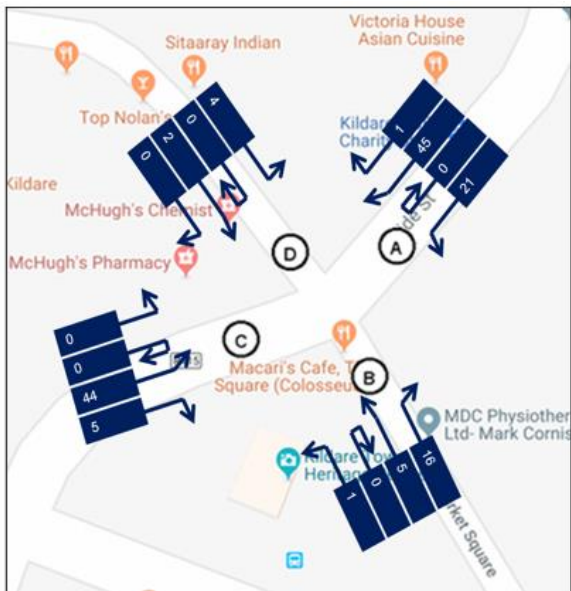 Sitaaray Indian
Victoria House
Asian Cuisine
Top Nolan's
Kildare
Charit
Kildare
McHugh's Chemist
McHugh's Pharmacy
0
2
0
4
1
45
0
21
A
D
C
B
0
0
44
5
Macari's Cafe, T
Square (Colosseu
MDC Physiother
Ltd- Mark Cornis
Kildare Tow
Herita
1
0
5
16
rket Square